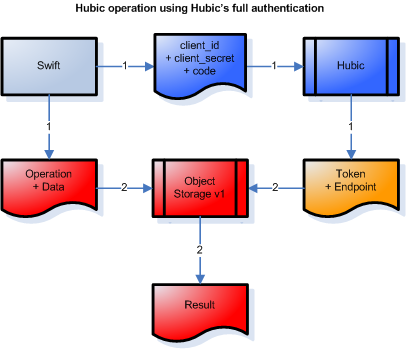 Hubic operation using Hubic's full authentication
Swift
1
client_id
+ client_secret
+ code
1
Hubic
1
1
Operation
+ Data
2
Object
Storage v1
2
Token
+ Endpoint
2
Result